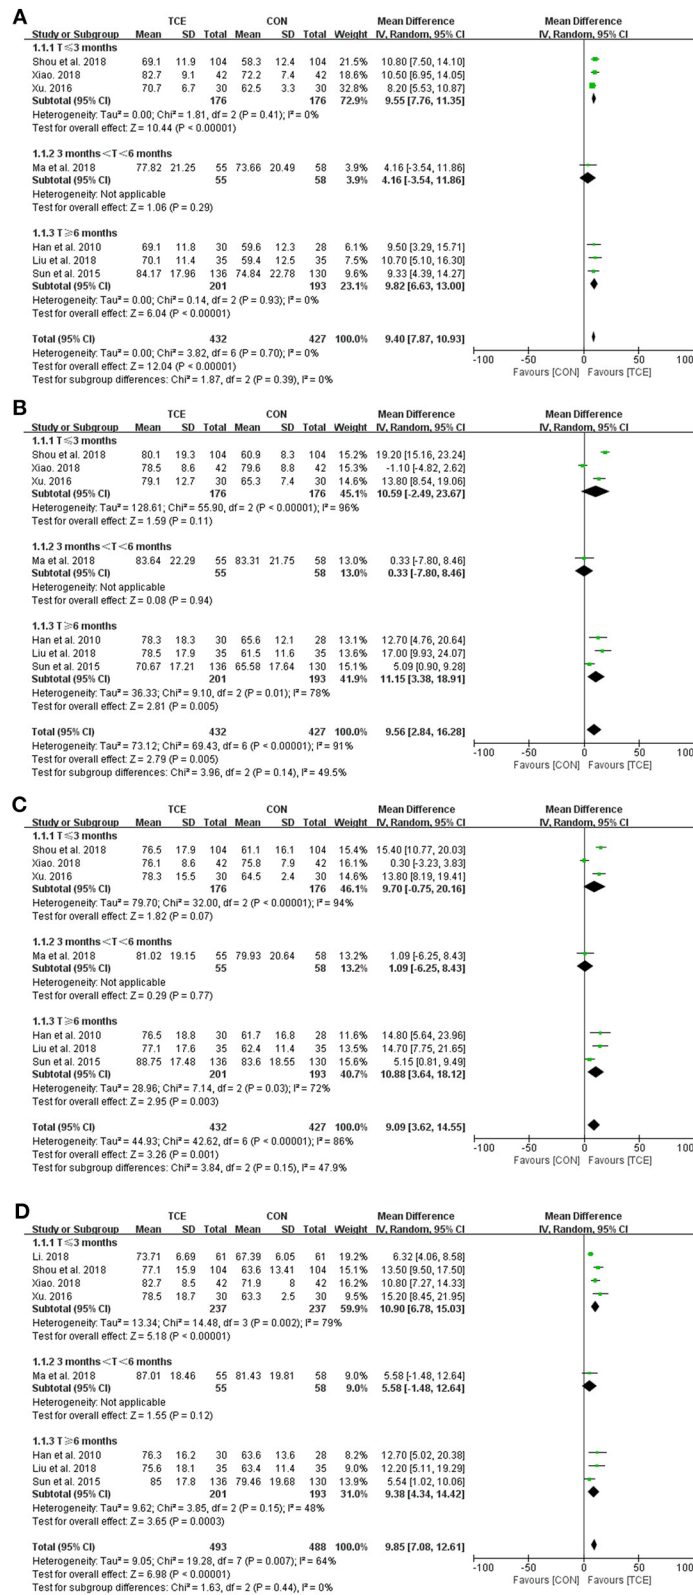 A
TCE CON Mean Difference Mean Difference
Study or Subgroup Mean SD Total Mean SD Total Weight IV, Random, 95% CI IV, Random, 95% CI
1.1.1 T≤3 months
Shou et al. 2018 69.1 11.9 104 58.3 12.4 104 21.5% 10.80 [7.50, 14.10]
Xiao. 2018 82.7 9.1 42 72.2 7.4 42 18.6% 10.50 [6.95, 14.05]
Xu. 2016 70.7 6.7 30 62.5 3.3 30 32.8% 8.20 [5.53, 10.87]
Subtotal (95% CI) 176 176 72.9% 9.55 [7.76, 11.35]
Heterogeneity: Tau² = 0.00; Chi² = 1.81, df = 2 (P = 0.41); I² = 0%
Test for overall effect: Z = 10.44 (P < 0.00001)
1.1.2 3 months<T<6 months
Ma et al. 2018 77.82 21.25 55 73.66 20.49 58 3.9% 4.16 [-3.54, 11.86]
Subtotal (95% CI) 55 58 3.9% 4.16 [-3.54, 11.86]
Heterogeneity: Not applicable
Test for overall effect: Z = 1.06 (P = 0.29)
1.1.3 T≥6 months
Han et al. 2010 69.1 11.8 30 59.6 12.3 28 6.1% 9.50 [3.29, 15.71]
Liu et al. 2018 70.1 11.4 35 59.4 12.5 35 7.5% 10.70 [5.10, 16.30]
Sun et al. 2015 84.17 17.96 136 74.84 22.78 130 9.6% 9.33 [4.39, 14.27]
Subtotal (95% CI) 201 193 23.1% 9.82 [6.63, 13.00]
Heterogeneity: Tau² = 0.00; Chi² = 0.14, df = 2 (P = 0.93); I² = 0%
Test for overall effect: Z = 6.04 (P < 0.00001)
Total (95% CI) 432 427 100.0% 9.40 [7.87, 10.93]
Heterogeneity: Tau² = 0.00; Chi² = 3.82, df = 6 (P = 0.70); I² = 0%
Test for overall effect: Z = 12.04 (P < 0.00001)
Test for subgroup differences: Chi² = 1.87, df = 2 (P = 0.39), I² = 0%
-100 -50 0 50 100
Favours [CON] Favours [TCE]
B
TCE CON Mean Difference Mean Difference
Study or Subgroup Mean SD Total Mean SD Total Weight IV, Random, 95% CI IV, Random, 95% CI
1.1.1 T≤3 months
Shou et al. 2018 80.1 19.3 104 60.9 8.3 104 15.2% 19.20 [15.16, 23.24]
Xiao. 2018 78.5 8.6 42 79.6 8.8 42 15.3% -1.10 [-4.82, 2.62]
Xu. 2016 79.1 12.7 30 65.3 7.4 30 14.6% 13.80 [8.54, 19.06]
Subtotal (95% CI) 176 176 45.1% 10.59 [-2.49, 23.67]
Heterogeneity: Tau² = 128.61; Chi² = 55.90, df = 2 (P < 0.00001); I² = 96%
Test for overall effect: Z = 1.59 (P = 0.11)
1.1.2 3 months<T<6 months
Ma et al. 2018 83.64 22.29 55 83.31 21.75 58 13.0% 0.33 [-7.80, 8.46]
Subtotal (95% CI) 55 58 13.0% 0.33 [-7.80, 8.46]
Heterogeneity: Not applicable
Test for overall effect: Z = 0.08 (P = 0.94)
1.1.3 T≥6 months
Han et al. 2010 78.3 18.3 30 65.6 12.1 28 13.1% 12.70 [4.76, 20.64]
Liu et al. 2018 78.5 17.9 35 61.5 11.6 35 13.7% 17.00 [9.93, 24.07]
Sun et al. 2015 70.67 17.21 136 65.58 17.64 130 15.1% 5.09 [0.90, 9.28]
Subtotal (95% CI) 201 193 41.9% 11.15 [3.38, 18.91]
Heterogeneity: Tau² = 36.33; Chi² = 9.10, df = 2 (P = 0.01); I² = 78%
Test for overall effect: Z = 2.81 (P = 0.005)
Total (95% CI) 432 427 100.0% 9.56 [2.84, 16.28]
Heterogeneity: Tau² = 73.12; Chi² = 69.43, df = 6 (P < 0.00001); I² = 91%
Test for overall effect: Z = 2.79 (P = 0.005)
Test for subgroup differences: Chi² = 3.96, df = 2 (P = 0.14), I² = 49.5%
-100 -50 0 50 100
Favours [CON] Favours [TCE]
C
TCE CON Mean Difference Mean Difference
Study or Subgroup Mean SD Total Mean SD Total Weight IV, Random, 95% CI IV, Random, 95% CI
1.1.1 T≤3 months
Shou et al. 2018 76.5 17.9 104 61.1 16.1 104 15.4% 15.40 [10.77, 20.03]
Xiao. 2018 76.1 8.6 42 75.8 7.9 42 16.1% 0.30 [-3.23, 3.83]
Xu. 2016 78.3 15.5 30 64.5 2.4 30 14.6% 13.80 [8.19, 19.41]
Subtotal (95% CI) 176 176 46.1% 9.70 [-0.75, 20.16]
Heterogeneity: Tau² = 79.70; Chi² = 32.00, df = 2 (P < 0.00001); I² = 94%
Test for overall effect: Z = 1.82 (P = 0.07)
1.1.2 3 months<T<6 months
Ma et al. 2018 81.02 19.15 55 79.93 20.64 58 13.2% 1.09 [-6.25, 8.43]
Subtotal (95% CI) 55 58 13.2% 1.09 [-6.25, 8.43]
Heterogeneity: Not applicable
Test for overall effect: Z = 0.29 (P = 0.77)
1.1.3 T≥6 months
Han et al. 2010 76.5 18.8 30 61.7 16.8 28 11.6% 14.80 [5.64, 23.96]
Liu et al. 2018 77.1 17.6 35 62.4 11.4 35 13.5% 14.70 [7.75, 21.65]
Sun et al. 2015 88.75 17.48 136 83.6 18.55 130 15.6% 5.15 [0.81, 9.49]
Subtotal (95% CI) 201 193 40.7% 10.88 [3.64, 18.12]
Heterogeneity: Tau² = 28.96; Chi² = 7.14, df = 2 (P = 0.03); I² = 72%
Test for overall effect: Z = 2.95 (P = 0.003)
Total (95% CI) 432 427 100.0% 9.09 [3.62, 14.55]
Heterogeneity: Tau² = 44.93; Chi² = 42.62, df = 6 (P < 0.00001); I² = 86%
Test for overall effect: Z = 3.26 (P = 0.001)
Test for subgroup differences: Chi² = 3.84, df = 2 (P = 0.15), I² = 47.9%
-100 -50 0 50 100
Favours [CON] Favours [TCE]
D
TCE CON Mean Difference Mean Difference
Study or Subgroup Mean SD Total Mean SD Total Weight IV, Random, 95% CI IV, Random, 95% CI
1.1.1 T≤3 months
Li. 2018 73.71 6.69 61 67.39 6.05 61 19.2% 6.32 [4.06, 8.58]
Shou et al. 2018 77.1 15.9 104 63.6 13.41 104 15.3% 13.50 [9.50, 17.50]
Xiao. 2018 82.7 8.5 42 71.9 8 42 16.2% 10.80 [7.27, 14.33]
Xu. 2016 78.5 18.7 30 63.3 2.5 30 9.3% 15.20 [8.45, 21.95]
Subtotal (95% CI) 237 237 59.9% 10.90 [6.78, 15.03]
Heterogeneity: Tau² = 13.34; Chi² = 14.48, df = 3 (P = 0.002); I² = 79%
Test for overall effect: Z = 5.18 (P < 0.00001)
1.1.2 3 months<T<6 months
Ma et al. 2018 87.01 18.46 55 81.43 19.81 58 9.0% 5.58 [-1.48, 12.64]
Subtotal (95% CI) 55 58 9.0% 5.58 [-1.48, 12.64]
Heterogeneity: Not applicable
Test for overall effect: Z = 1.55 (P = 0.12)
1.1.3 T≥6 months
Han et al. 2010 76.3 16.2 30 63.6 13.6 28 8.2% 12.70 [5.02, 20.38]
Liu et al. 2018 75.6 18.1 35 63.4 11.4 35 9.0% 12.20 [5.11, 19.29]
Sun et al. 2015 85 17.8 136 79.46 19.68 130 13.9% 5.54 [1.02, 10.06]
Subtotal (95% CI) 201 193 31.0% 9.38 [4.34, 14.42]
Heterogeneity: Tau² = 9.62; Chi² = 3.85, df = 2 (P = 0.15); I² = 48%
Test for overall effect: Z = 3.65 (P = 0.0003)
Total (95% CI) 493 488 100.0% 9.85 [7.08, 12.61]
Heterogeneity: Tau² = 9.05; Chi² = 19.28, df = 7 (P = 0.007); I² = 64%
Test for overall effect: Z = 6.98 (P < 0.00001)
Test for subgroup differences: Chi² = 1.63, df = 2 (P = 0.44), I² = 0%
-100 -50 0 50 100
Favours [CON] Favours [TCE]